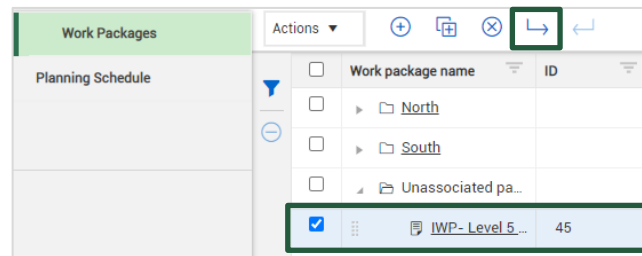 Work Packages
Planning Schedule
Actions
Work package name ID
North
South
Unassociated pa...
IWP- Level 5 ... 45